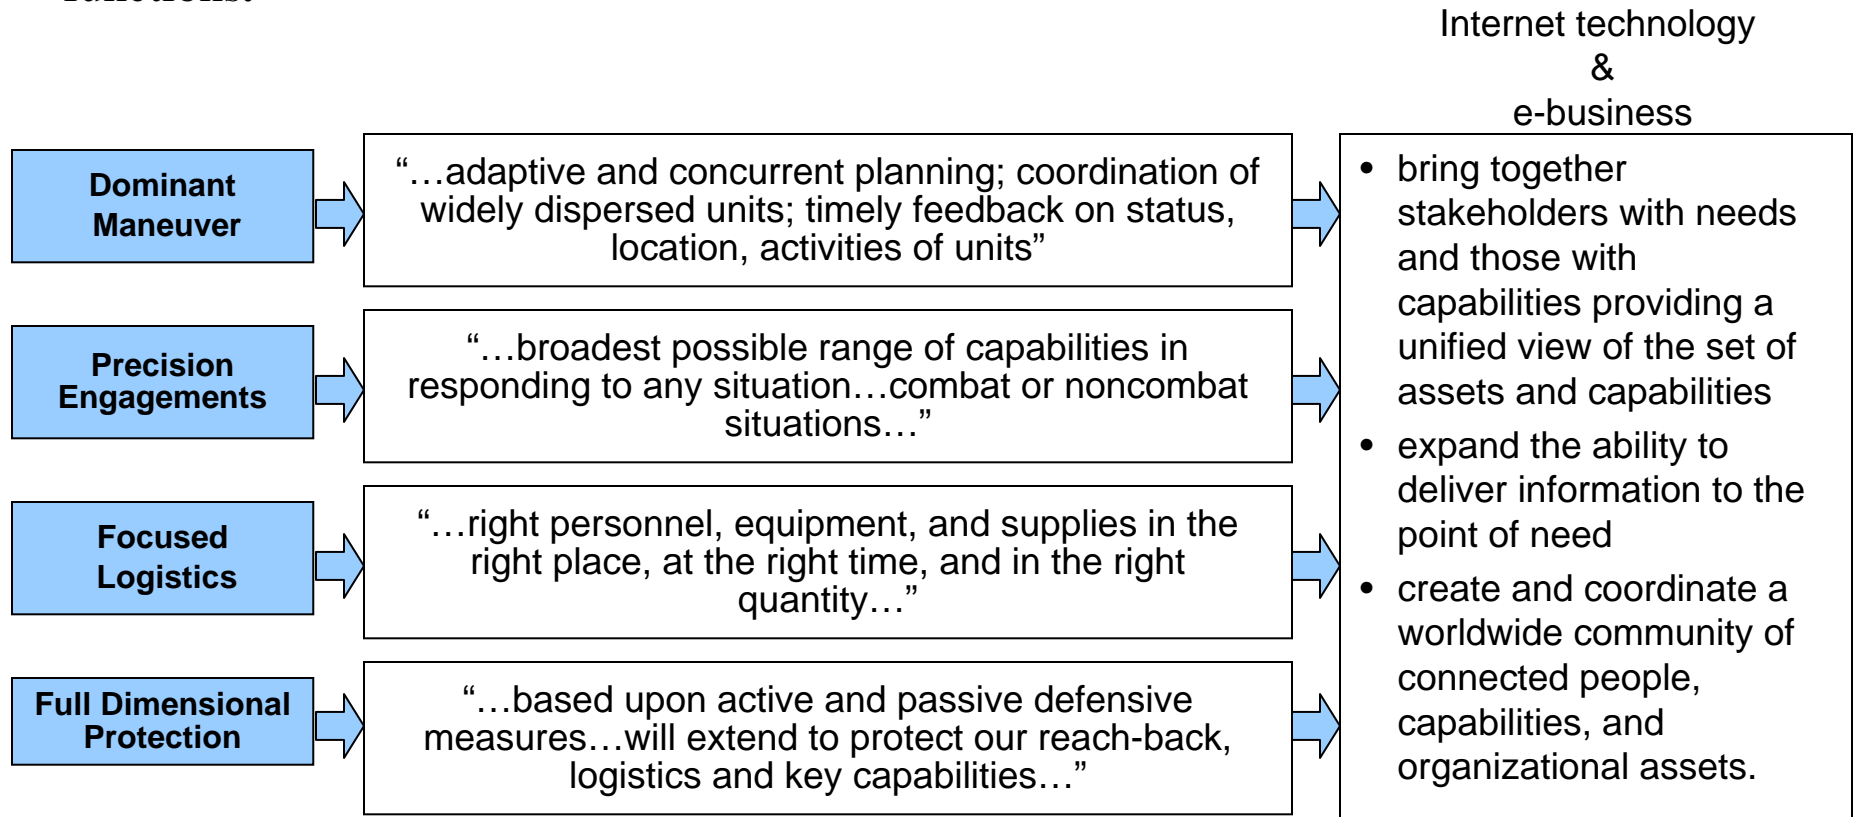 Internet technology
&
e-business
Dominant
Maneuver
“…adaptive and concurrent planning; coordination of
widely dispersed units; timely feedback on status,
location, activities of units”
Precision
Engagements
“…broadest possible range of capabilities in
responding to any situation…combat or noncombat
situations…”
Focused
Logistics
“…right personnel, equipment, and supplies in the
right place, at the right time, and in the right
quantity…”
Full Dimensional
Protection
“…based upon active and passive defensive
measures…will extend to protect our reach-back,
logistics and key capabilities…”
• bring together
stakeholders with needs
and those with
capabilities providing a
unified view of the set of
assets and capabilities
• expand the ability to
deliver information to the
point of need
• create and coordinate a
worldwide community of
connected people,
capabilities, and
organizational assets.